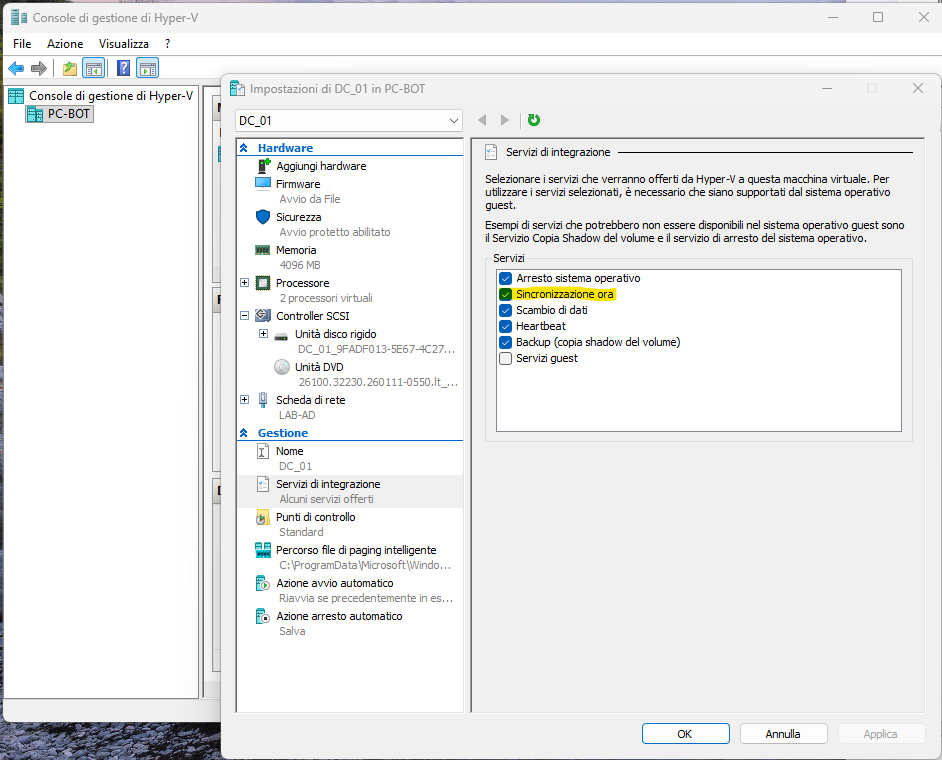 Console di gestione di Hyper-V
File Azione Visualizza ?
Console di gestione di Hyper-V
PC-BOT
Impostazioni di DC_01 in PC-BOT
DC_01
Hardware
Aggiungi hardware
Firmware
Avvio da File
Sicurezza
Avvio protetto abilitato
Memoria
4096 MB
Processore
2 processori virtuali
Controller SCSI
Unità disco rigido
DC_01_9FADF013-5E67-4C27...
Unità DVD
26100.32230.260111-0550.lt_...
Scheda di rete
LAB-AD
Gestione
Nome
DC_01
Servizi di integrazione
Alcuni servizi offerti
Punti di controllo
Standard
Percorso file di paging intelligente
C:\ProgramData\Microsoft\Windo...
Azione avvio automatico
Riavvia se precedentemente in es...
Azione arresto automatico
Salva
Servizi di integrazione
Selezionare i servizi che verranno offerti da Hyper-V a questa macchina virtuale. Per
utilizzare i servizi selezionati, è necessario che siano supportati dal sistema operativo
guest.
Esempi di servizi che potrebbero non essere disponibili nel sistema operativo guest sono
il Servizio Copia Shadow del volume e il servizio di arresto del sistema operativo.
Servizi
Arresto sistema operativo
Sincronizzazione ora
Scambio di dati
Heartbeat
Backup (copia shadow del volume)
Servizi guest
OK Annulla Applica